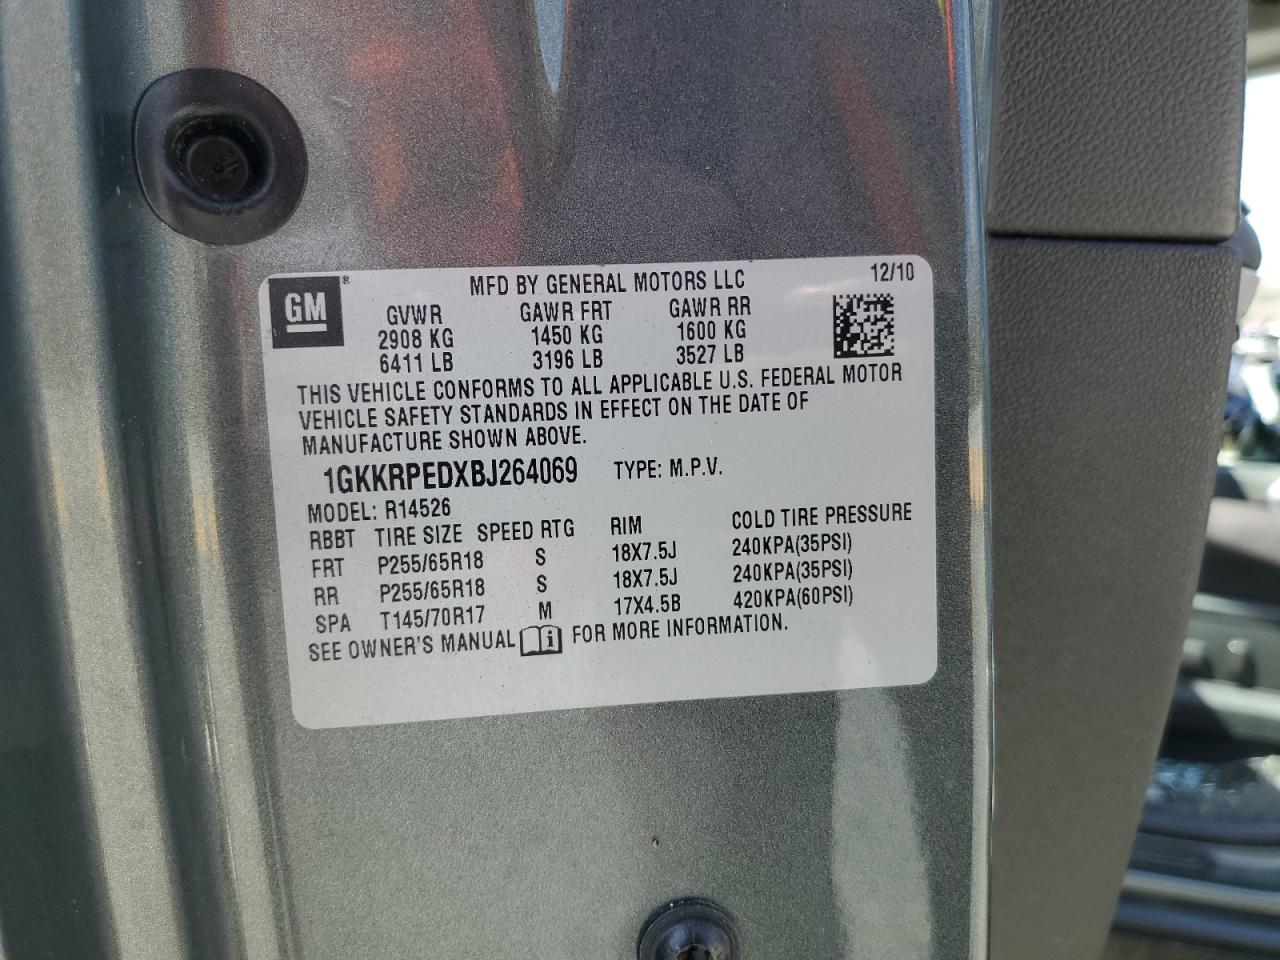 GM ® MFD BY GENERAL MOTORS LLC 12/10
GVWR GAWR FRT GAWR RR
2908 KG 1450 KG 1600 KG
6411 LB 3196 LB 3527 LB
THIS VEHICLE CONFORMS TO ALL APPLICABLE U.S. FEDERAL MOTOR
VEHICLE SAFETY STANDARDS IN EFFECT ON THE DATE OF
MANUFACTURE SHOWN ABOVE.
1GKKRPEDXBJ264069 TYPE: M.P.V.
MODEL: R14526
RBBT TIRE SIZE SPEED RTG RIM COLD TIRE PRESSURE
FRT P255/65R18 S 18X7.5J 240KPA(35PSI)
RR P255/65R18 S 18X7.5J 240KPA(35PSI)
SPA T145/70R17 M 17X4.5B 420KPA(60PSI)
SEE OWNER'S MANUAL i FOR MORE INFORMATION.